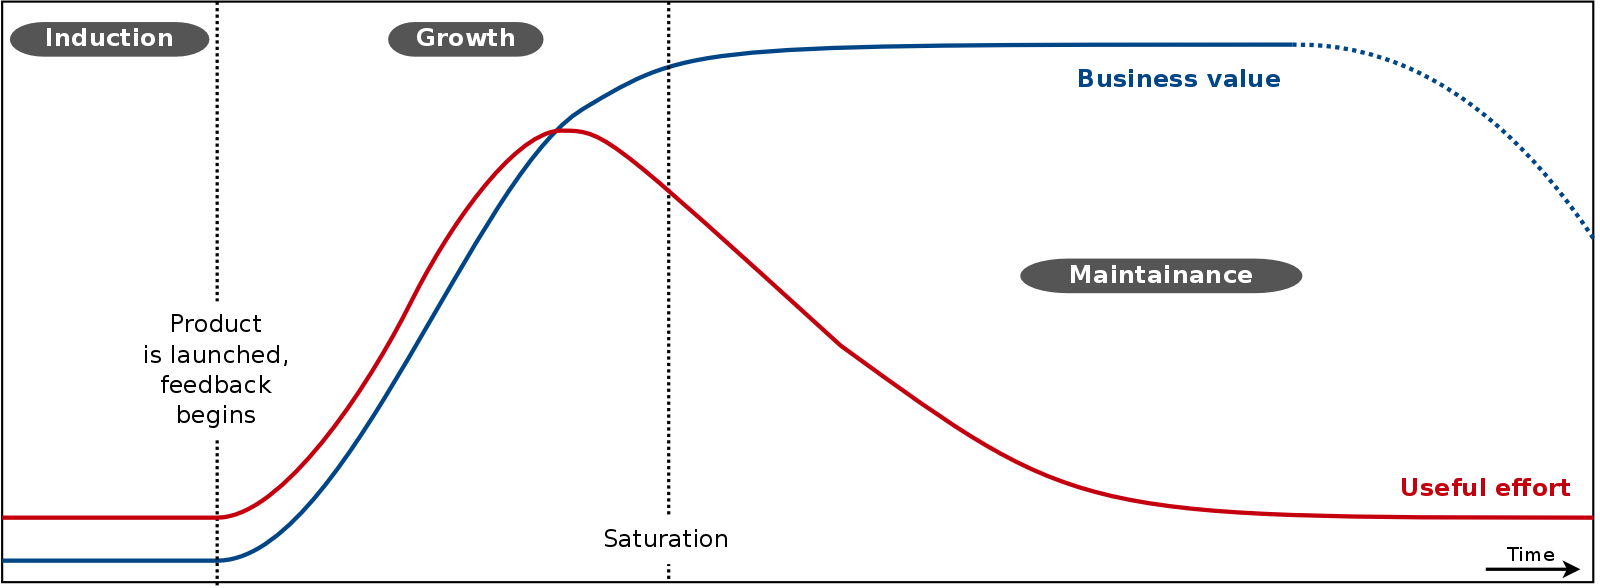 Induction
Growth
Business value
Maintainance
Product
is launched,
feedback
begins
Useful effort
Saturation
Time